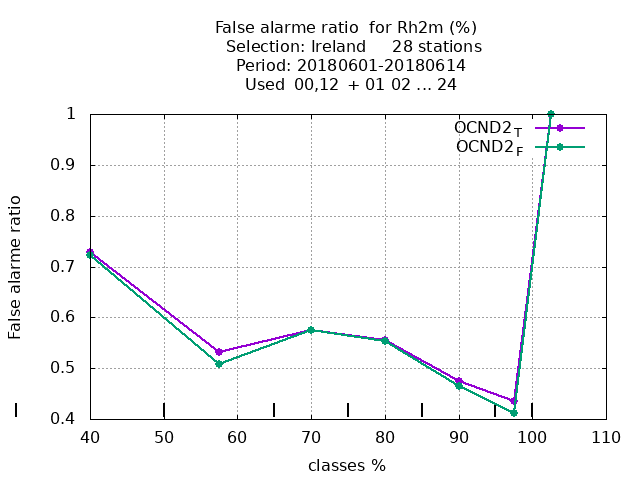 False alarme ratio  for Rh2m (%)
Selection: Ireland     28 stations
Period: 20180601-20180614
Used  00,12  + 01 02 ... 24
OCND2T
OCND2F
1
0.9
0.8
0.7
0.6
0.5
0.4
False alarme ratio
40 50 60 70 80 90 100 110
classes %